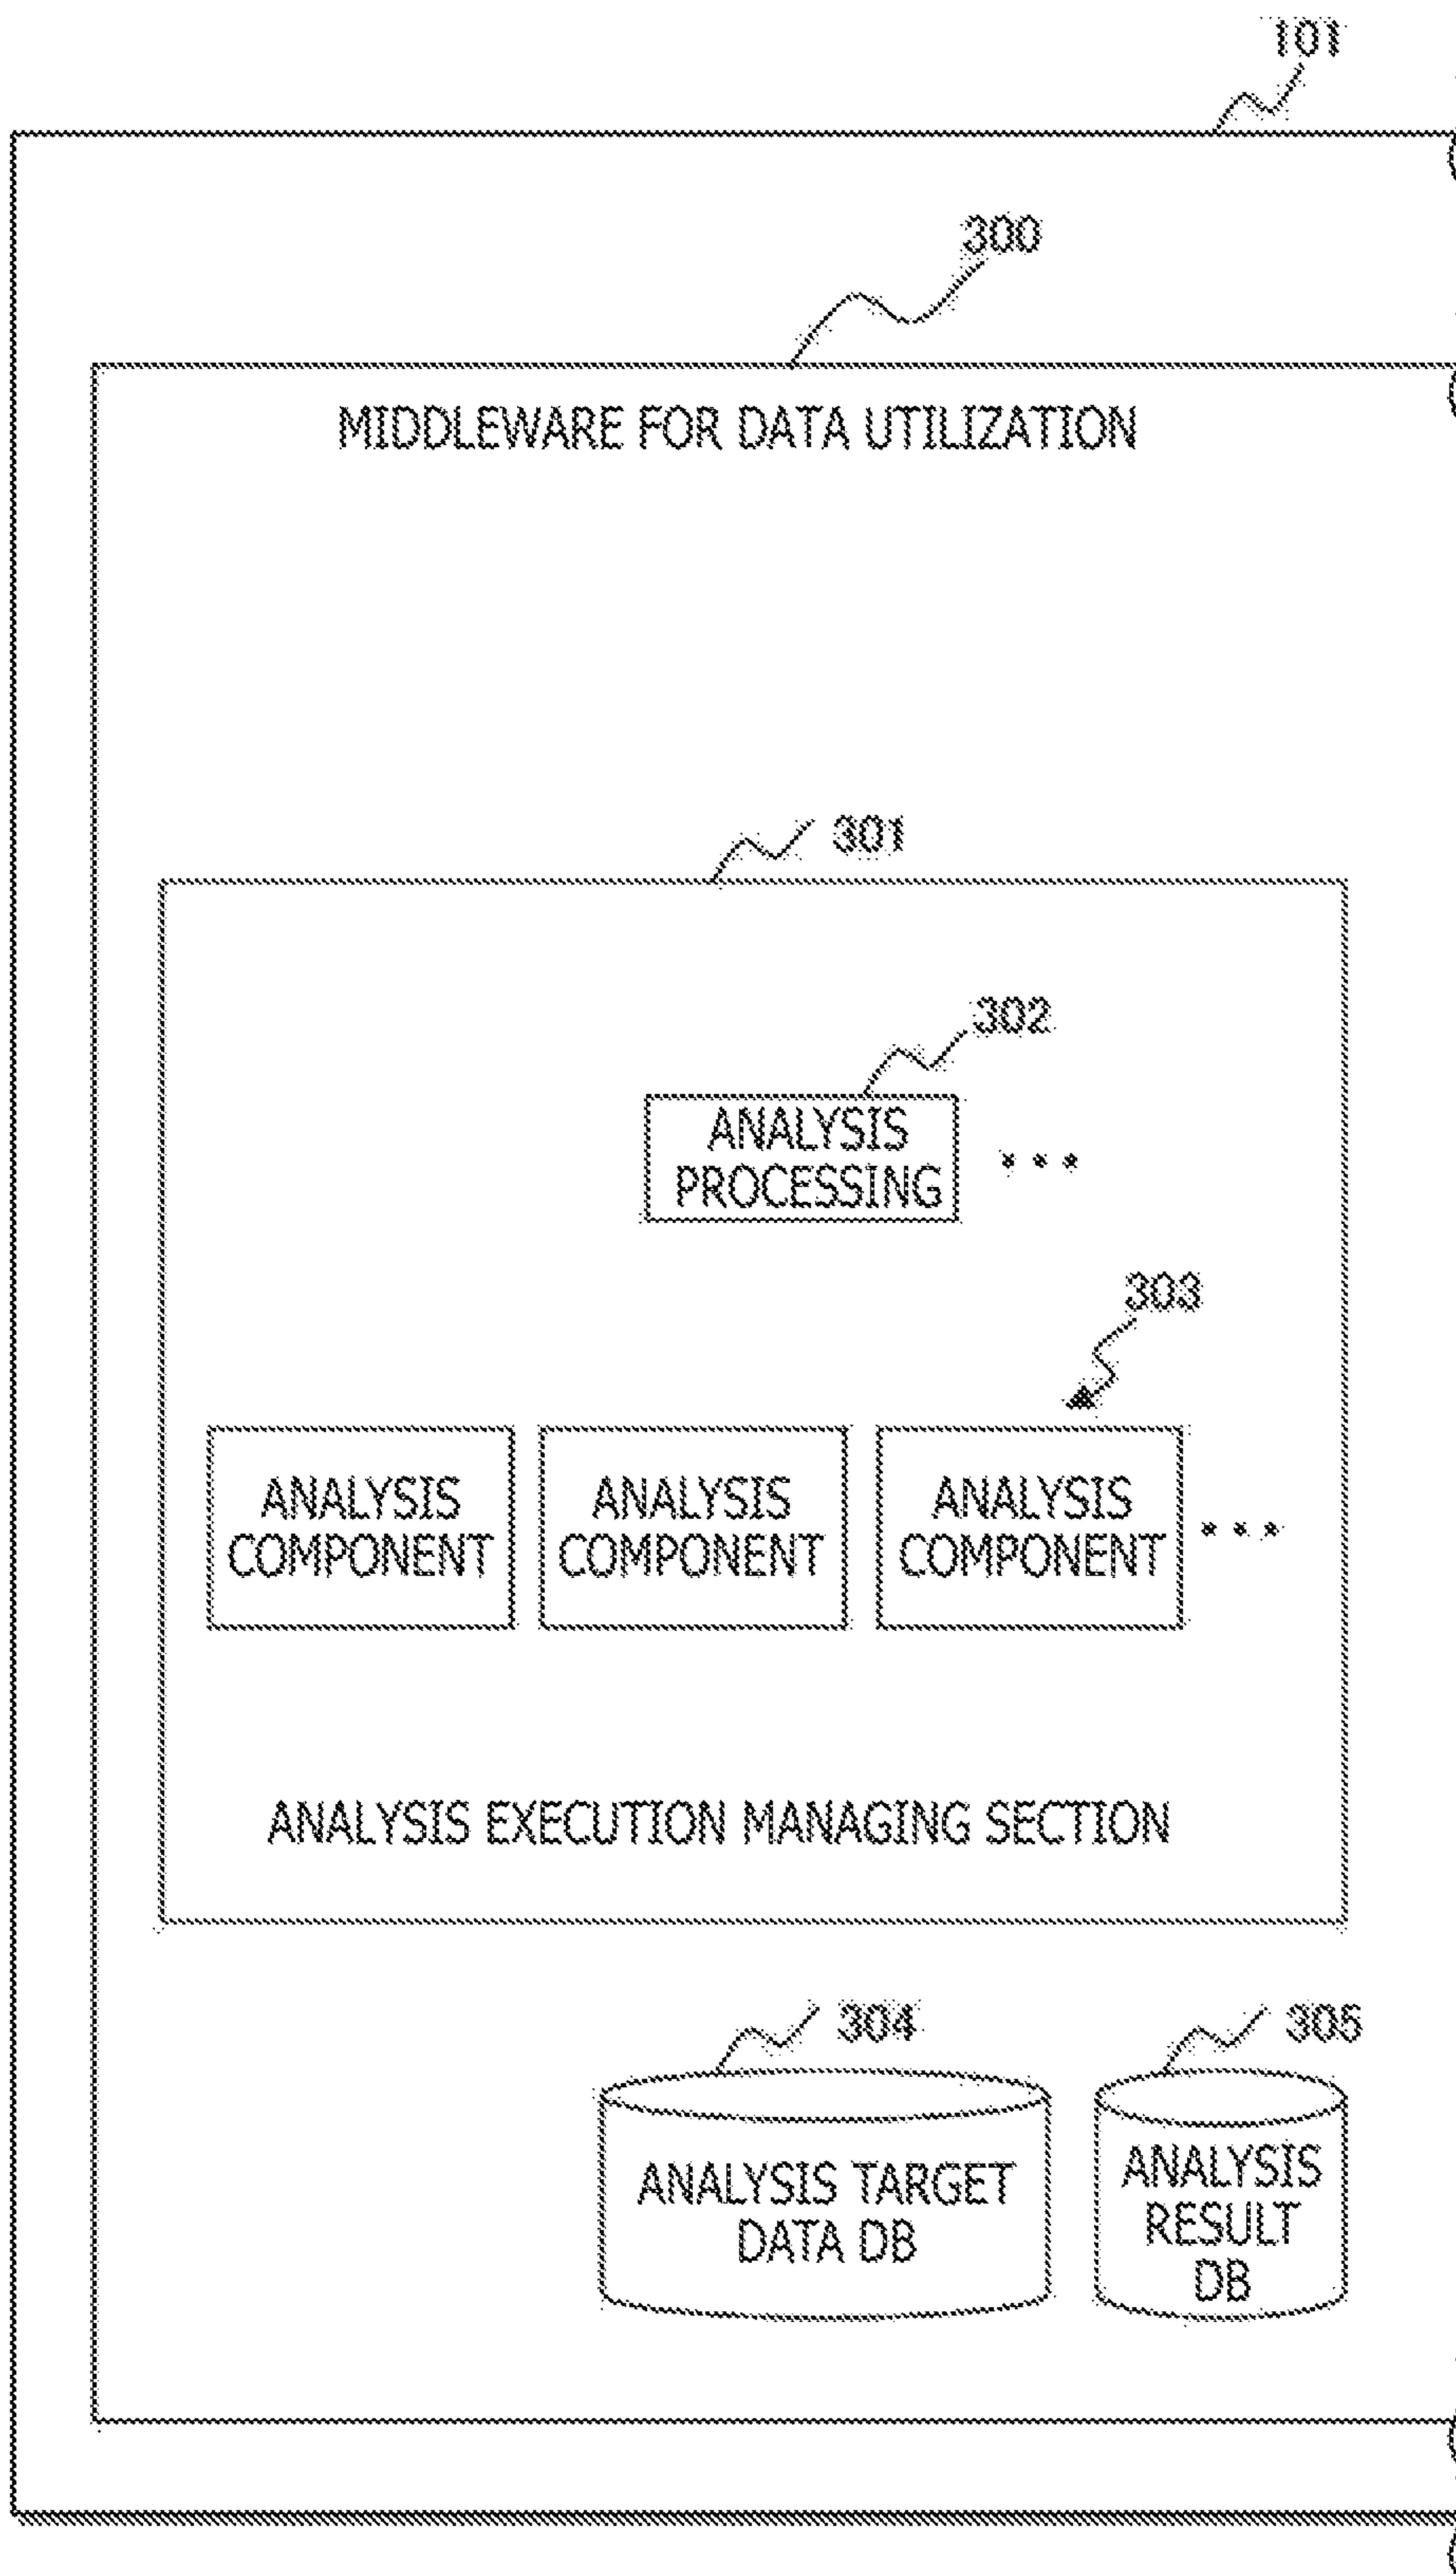 101
300
MIDDLEWARE FOR DATA UTILIZATION
301
302
ANALYSIS
PROCESSING
...
303
ANALYSIS
COMPONENT
ANALYSIS
COMPONENT
ANALYSIS
COMPONENT
...
ANALYSIS EXECUTION MANAGING SECTION
304
305
ANALYSIS TARGET
DATA DB
ANALYSIS
RESULT
DB